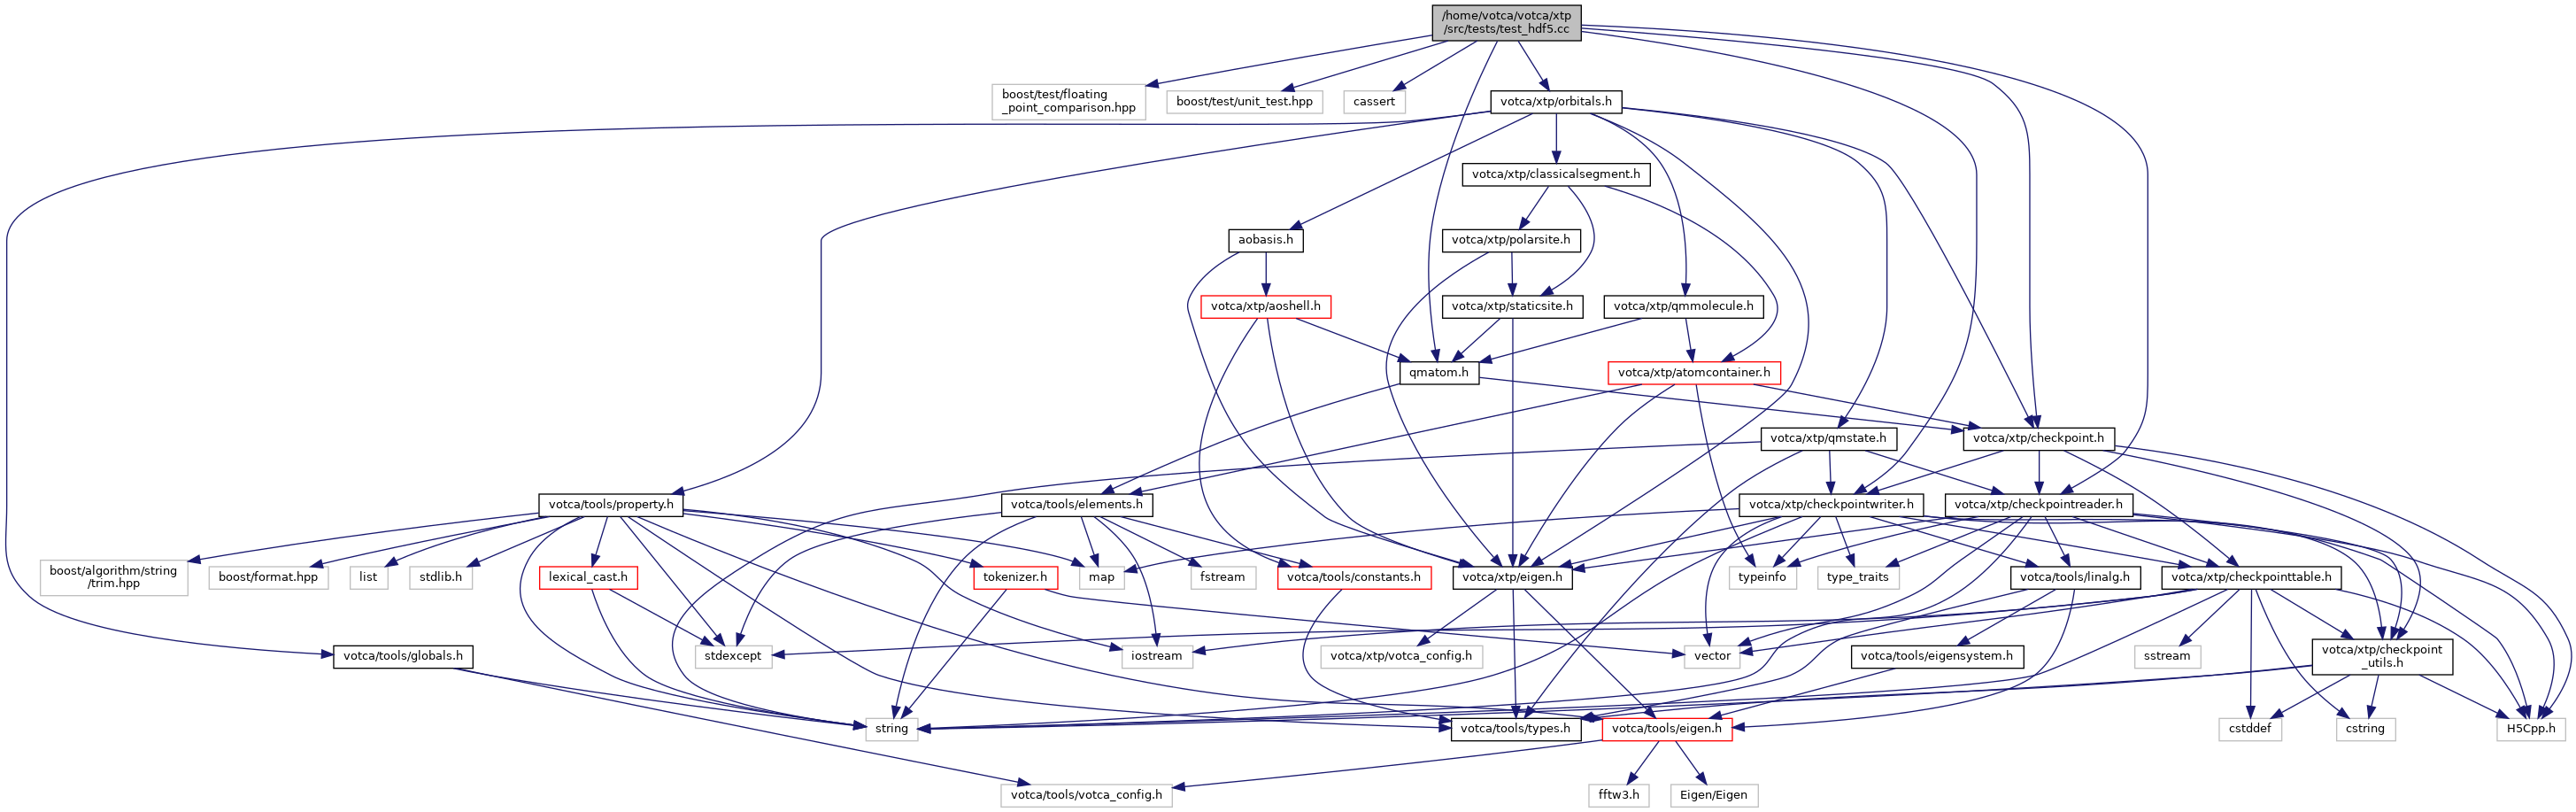 /home/votca/votca/xtp
/src/tests/test_hdf5.cc
boost/test/floating
_point_comparison.hpp
boost/test/unit_test.hpp
cassert
votca/xtp/orbitals.h
votca/xtp/classicalsegment.h
aobasis.h
votca/xtp/polarsite.h
votca/xtp/aoshell.h
votca/xtp/staticsite.h
votca/xtp/qmmolecule.h
qmatom.h
votca/xtp/atomcontainer.h
votca/xtp/qmstate.h
votca/xtp/checkpoint.h
votca/tools/property.h
votca/tools/elements.h
votca/xtp/checkpointwriter.h
votca/xtp/checkpointreader.h
boost/algorithm/string
/trim.hpp
boost/format.hpp
list
stdlib.h
lexical_cast.h
tokenizer.h
map
fstream
votca/tools/constants.h
votca/xtp/eigen.h
typeinfo
type_traits
votca/tools/linalg.h
votca/xtp/checkpointtable.h
votca/tools/globals.h
stdexcept
iostream
votca/xtp/votca_config.h
vector
votca/tools/eigensystem.h
sstream
votca/xtp/checkpoint
_utils.h
string
votca/tools/types.h
votca/tools/eigen.h
cstddef
cstring
H5Cpp.h
votca/tools/votca_config.h
fftw3.h
Eigen/Eigen